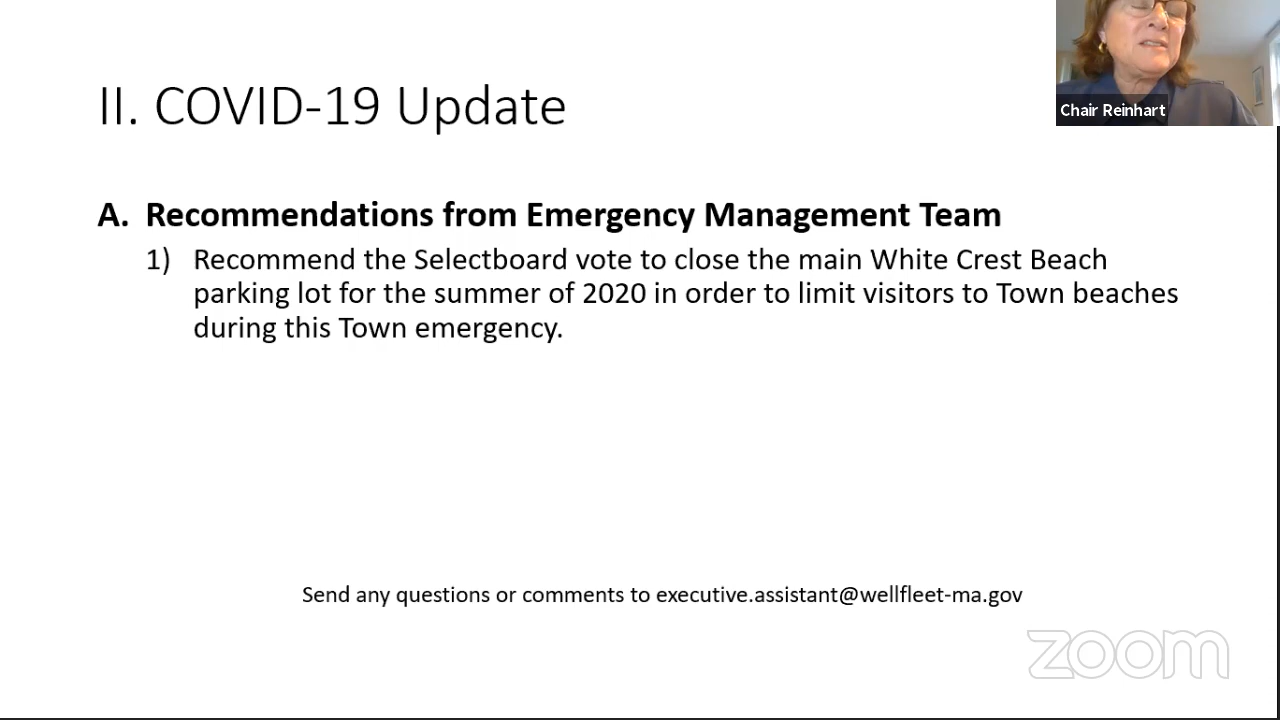 II. COVID-19 Update
Chair Reinhart
A. Recommendations from Emergency Management Team
1) Recommend the Selectboard vote to close the main White Crest Beach
parking lot for the summer of 2020 in order to limit visitors to Town beaches
during this Town emergency.
Send any questions or comments to executive.assistant@wellfleet-ma.gov
zoom